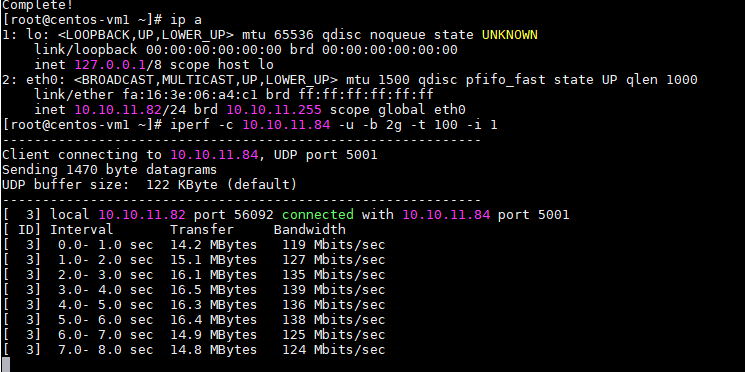 Complete!
[root@centos-vm1 ~]# ip a
1: lo: <LOOPBACK,UP,LOWER_UP> mtu 65536 qdisc noqueue state UNKNOWN
    link/loopback 00:00:00:00:00:00 brd 00:00:00:00:00:00
    inet 127.0.0.1/8 scope host lo
2: eth0: <BROADCAST,MULTICAST,UP,LOWER_UP> mtu 1500 qdisc pfifo_fast state UP qlen 1000
    link/ether fa:16:3e:06:a4:c1 brd ff:ff:ff:ff:ff:ff
    inet 10.10.11.82/24 brd 10.10.11.255 scope global eth0
[root@centos-vm1 ~]# iperf -c 10.10.11.84 -u -b 2g -t 100 -i 1
------------------------------------------------------------
Client connecting to 10.10.11.84, UDP port 5001
Sending 1470 byte datagrams
UDP buffer size:  122 KByte (default)
------------------------------------------------------------
[  3] local 10.10.11.82 port 56092 connected with 10.10.11.84 port 5001
[ ID] Interval       Transfer     Bandwidth
[  3]  0.0- 1.0 sec  14.2 MBytes   119 Mbits/sec
[  3]  1.0- 2.0 sec  15.1 MBytes   127 Mbits/sec
[  3]  2.0- 3.0 sec  16.1 MBytes   135 Mbits/sec
[  3]  3.0- 4.0 sec  16.5 MBytes   139 Mbits/sec
[  3]  4.0- 5.0 sec  16.3 MBytes   136 Mbits/sec
[  3]  5.0- 6.0 sec  16.4 MBytes   138 Mbits/sec
[  3]  6.0- 7.0 sec  14.9 MBytes   125 Mbits/sec
[  3]  7.0- 8.0 sec  14.8 MBytes   124 Mbits/sec